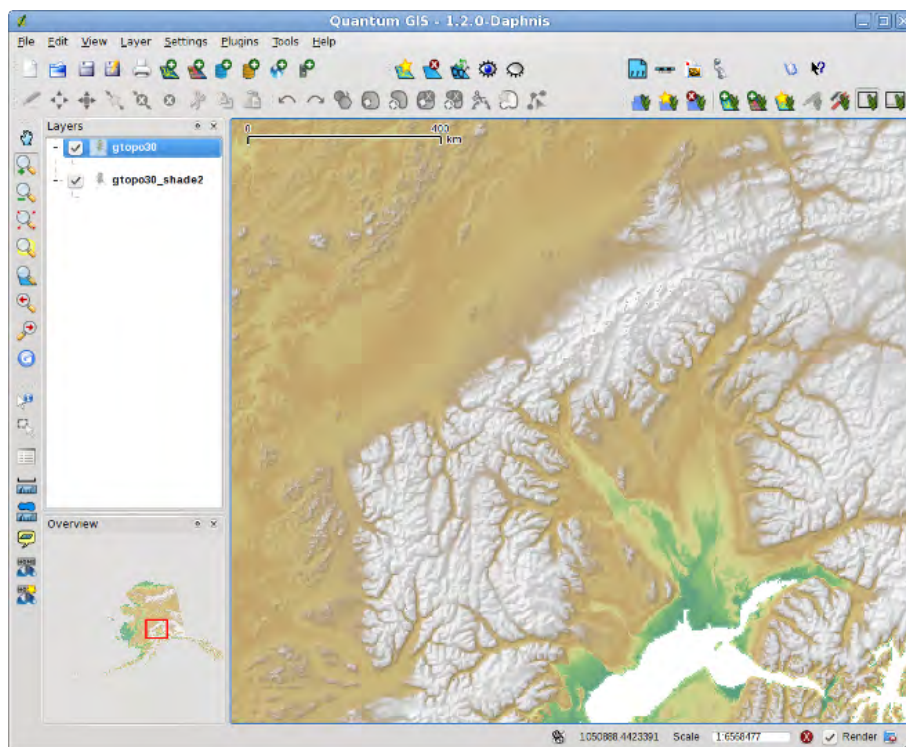 Quantum GIS - 1.2.0-Daphnis
File Edit View Layer Settings Plugins Tools Help
Layers
gtopo30
gtopo30_shade2
0 400
km
Overview
1050888.4423391 Scale 1:6568477 Render